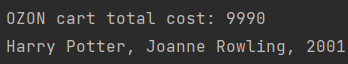 OZON cart total cost: 9990
Harry Potter, Joanne Rowling, 2001